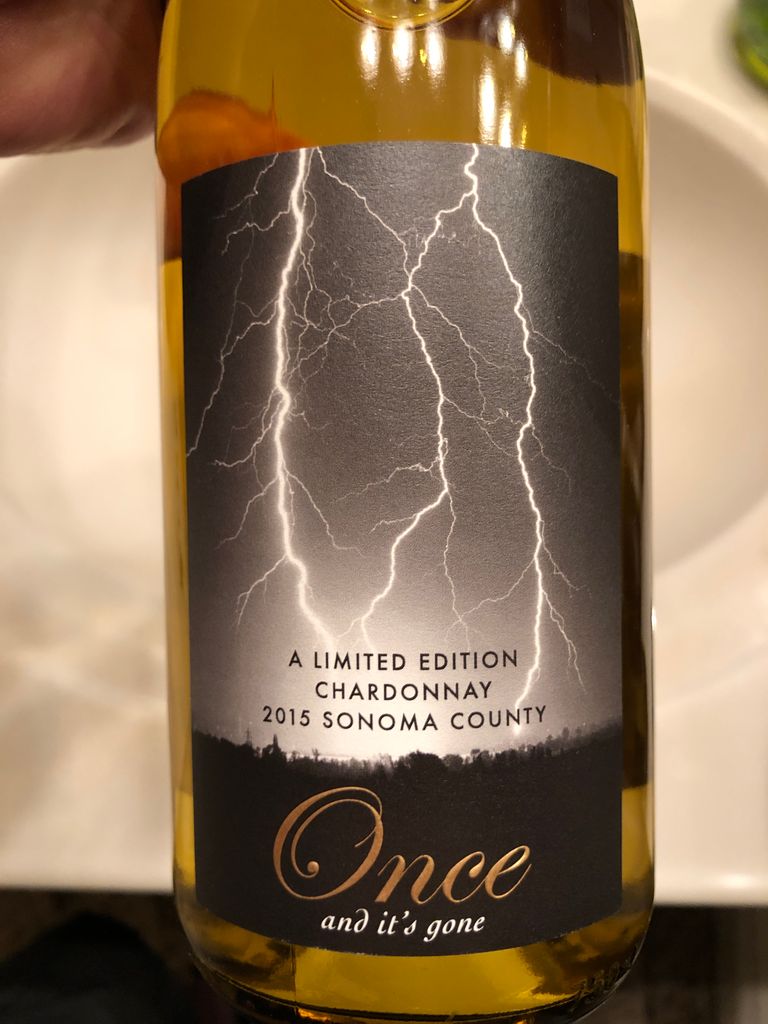 A LIMITED EDITION
CHARDONNAY
2015 SONOMA COUNTY
Once
and it's gone